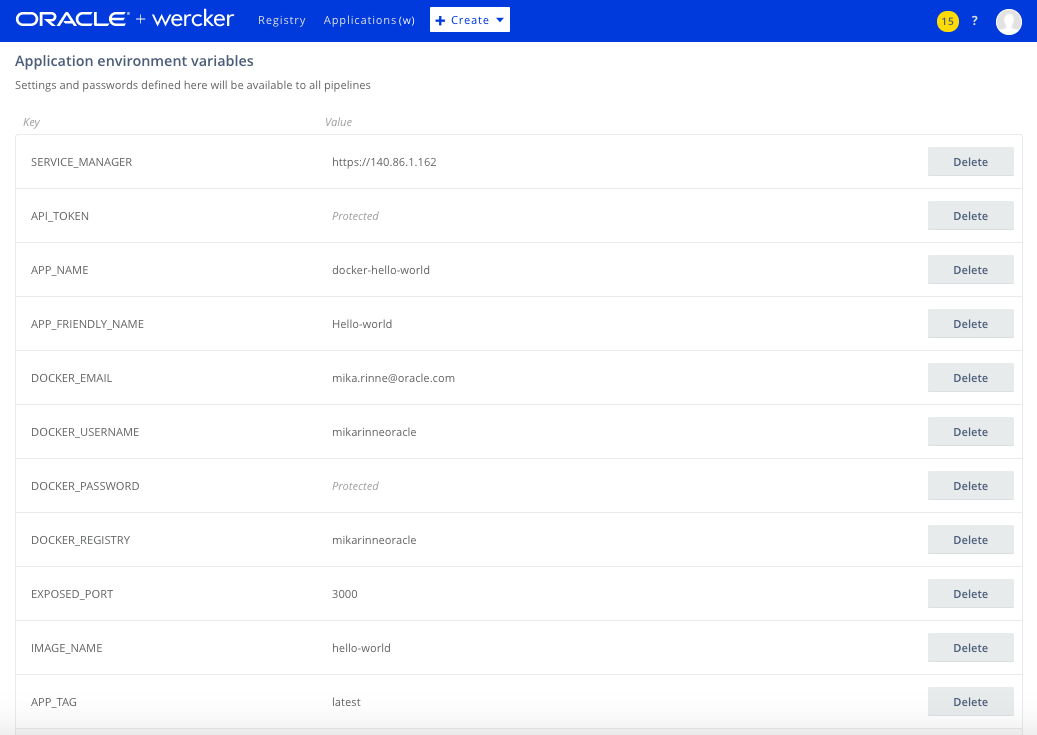 ORACLE + wercker Registry Applications(w) + Create 15 ?
Application environment variables
Settings and passwords defined here will be available to all pipelines
Key Value
SERVICE_MANAGER https://140.86.1.162 Delete
API_TOKEN Protected Delete
APP_NAME docker-hello-world Delete
APP_FRIENDLY_NAME Hello-world Delete
DOCKER_EMAIL mika.rinne@oracle.com Delete
DOCKER_USERNAME mikarinneoracle Delete
DOCKER_PASSWORD Protected Delete
DOCKER_REGISTRY mikarinneoracle Delete
EXPOSED_PORT 3000 Delete
IMAGE_NAME hello-world Delete
APP_TAG latest Delete